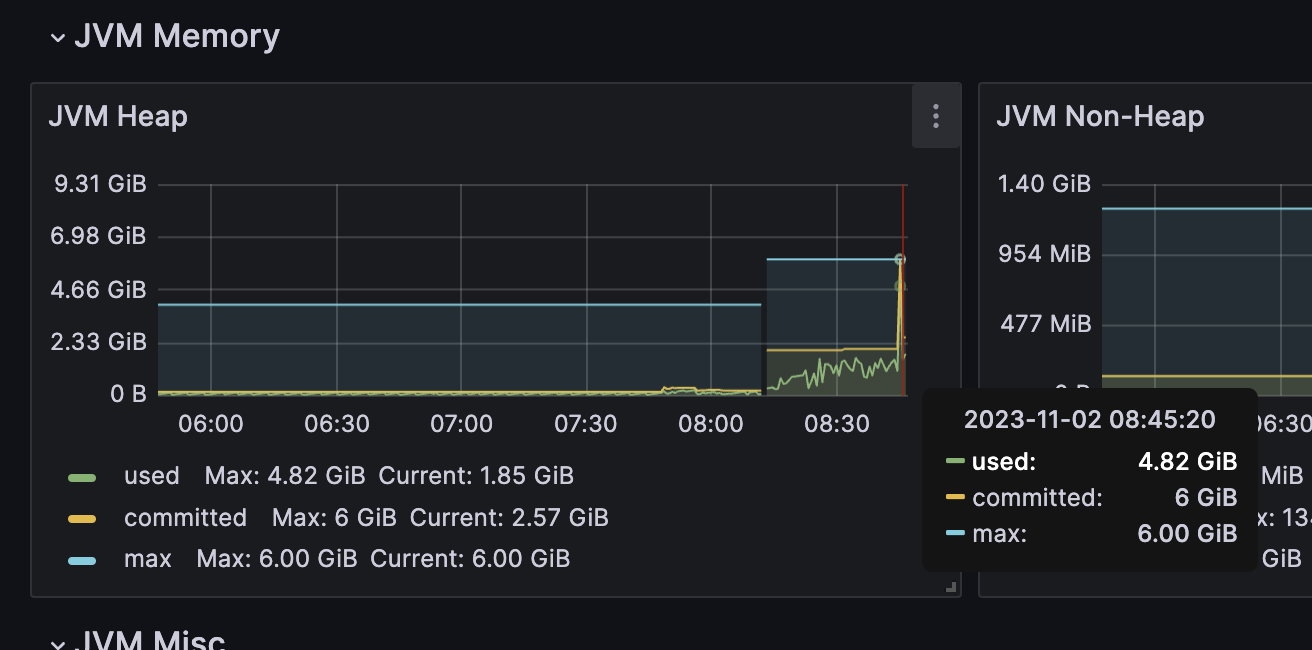 JVM Memory
JVM Heap
9.31 GiB
6.98 GiB
4.66 GiB
2.33 GiB
0 B
06:00 06:30 07:00 07:30 08:00 08:30
used Max: 4.82 GiB Current: 1.85 GiB
committed Max: 6 GiB Current: 2.57 GiB
max Max: 6.00 GiB Current: 6.00 GiB
JVM Non-Heap
1.40 GiB
954 MiB
477 MiB
0 B
06:30
MiB
x: 13
GiB
2023-11-02 08:45:20
used: 4.82 GiB
committed: 6 GiB
max: 6.00 GiB
JVM Misc